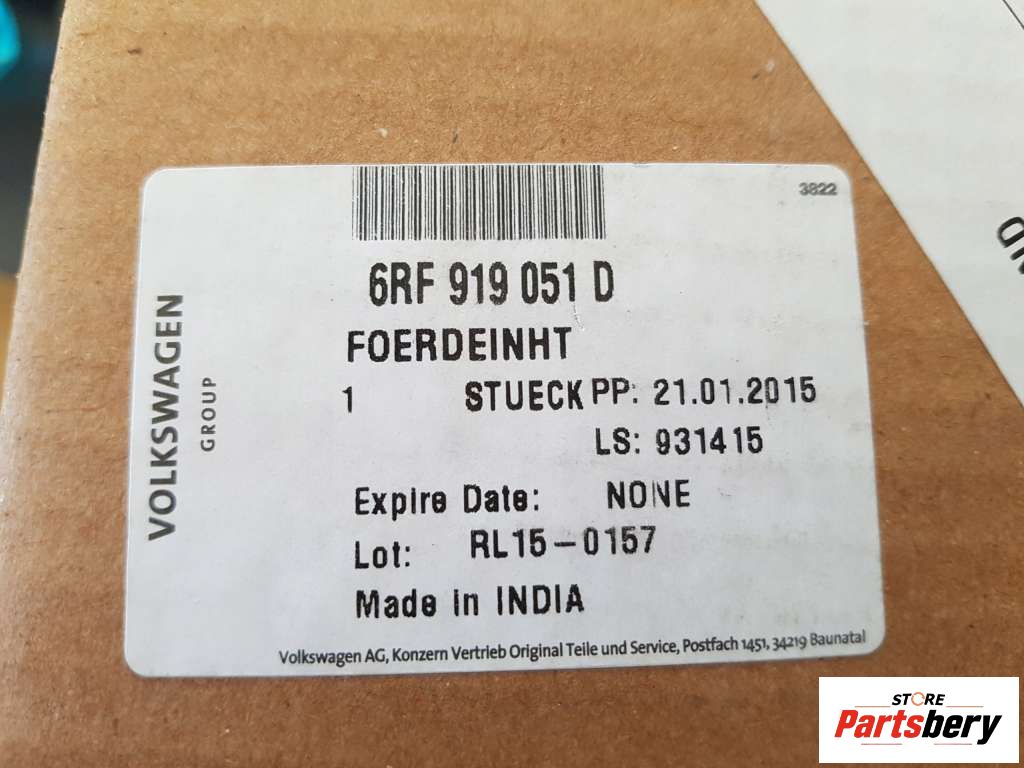 3822
6RF 919 051 D
FOERDEINHT
1 STUECK PP: 21.01.2015
LS: 931415
Expire Date: NONE
Lot: RL15-0157
Made in INDIA
VOLKSWAGEN
GROUP
Volkswagen AG, Konzern Vertrieb Original Teile und Service, Postfach 1451, 34219 Baunatal
STORE
Partsbery